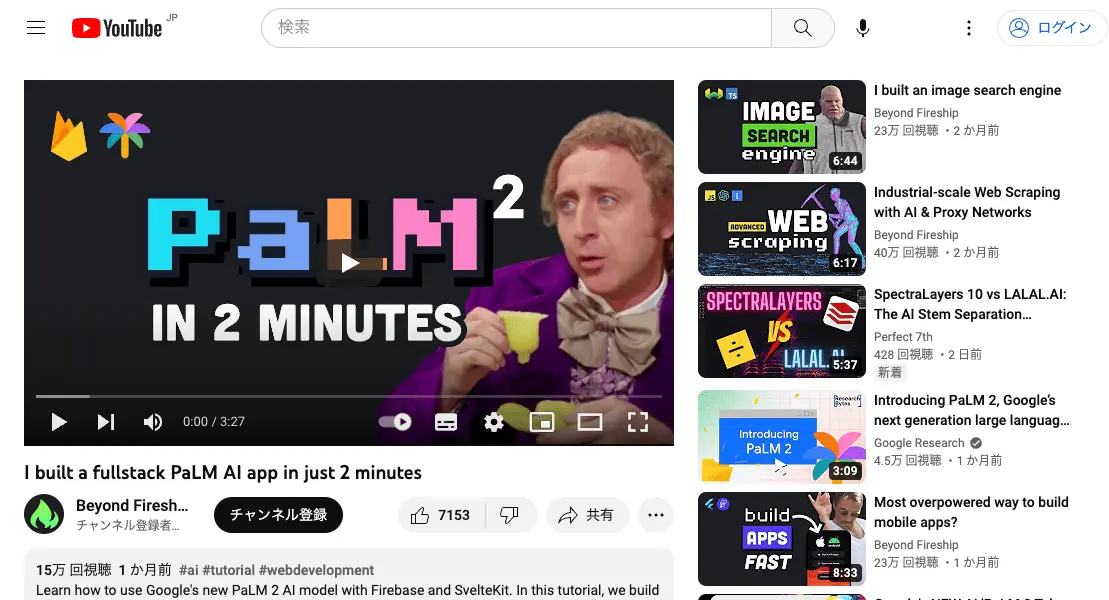 YouTube JP
検索
ログイン
PaLM 2
IN 2 MINUTES
0:00 / 3:27
I built a fullstack PaLM AI app in just 2 minutes
Beyond Firesh...
チャンネル登録者...
チャンネル登録
7153
共有
15万 回視聴 1 か月前 #ai #tutorial #webdevelopment
Learn how to use Google's new PaLM 2 AI model with Firebase and SvelteKit. In this tutorial, we build
TS
IMAGE
SEARCH
engine
6:44
I built an image search engine
Beyond Fireship
23万 回視聴 ・2 か月前
JS
ADVANCED
WEB
scraping
6:17
Industrial-scale Web Scraping
with AI & Proxy Networks
Beyond Fireship
40万 回視聴 ・2 か月前
SPECTRALAYERS
VS
LALAL.AI
5:37
SpectraLayers 10 vs LALAL.AI:
The AI Stem Separation...
Perfect 7th
428 回視聴 ・2 日前
新着
Research
Bytes
Introducing
PaLM 2
3:09
Introducing PaLM 2, Google's
next generation large languag...
Google Research
4.5万 回視聴 ・1 か月前
build
APPS
FAST
8:33
Most overpowered way to build
mobile apps?
Beyond Fireship
23万 回視聴 ・1 か月前